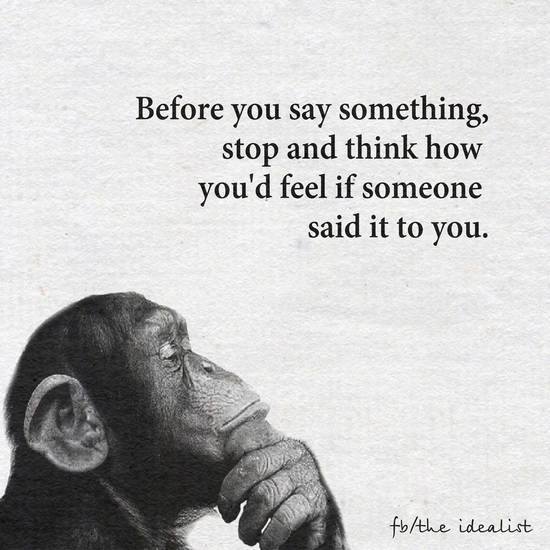 Before you say something,
stop and think how
you'd feel if someone
said it to you.
fb/the idealist